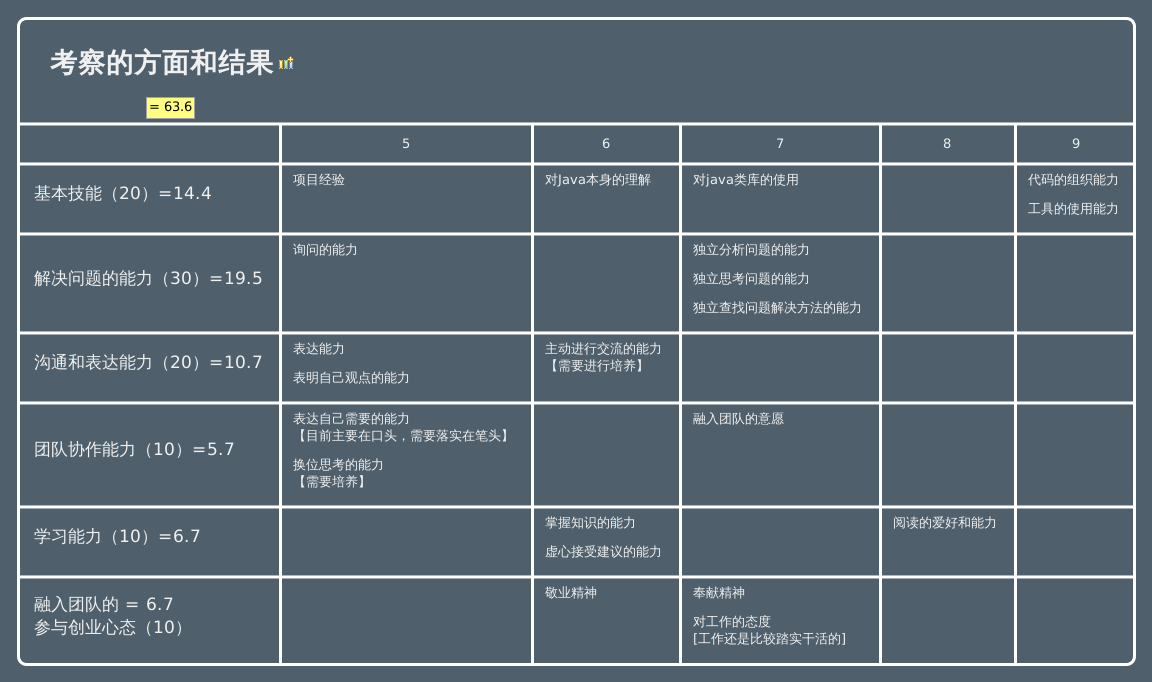 考察的方面和结果
= 63.6
5
6
7
8
9
基本技能（20）=14.4
项目经验
对Java本身的理解
对java类库的使用
代码的组织能力
工具的使用能力
解决问题的能力（30）=19.5
询问的能力
独立分析问题的能力
独立思考问题的能力
独立查找问题解决方法的能力
沟通和表达能力（20）=10.7
表达能力
表明自己观点的能力
主动进行交流的能力
【需要进行培养】
团队协作能力（10）=5.7
表达自己需要的能力
【目前主要在口头，需要落实在笔头】
换位思考的能力
【需要培养】
融入团队的意愿
学习能力（10）=6.7
掌握知识的能力
虚心接受建议的能力
阅读的爱好和能力
融入团队的 = 6.7
参与创业心态（10）
敬业精神
奉献精神
对工作的态度
[工作还是比较踏实干活的]